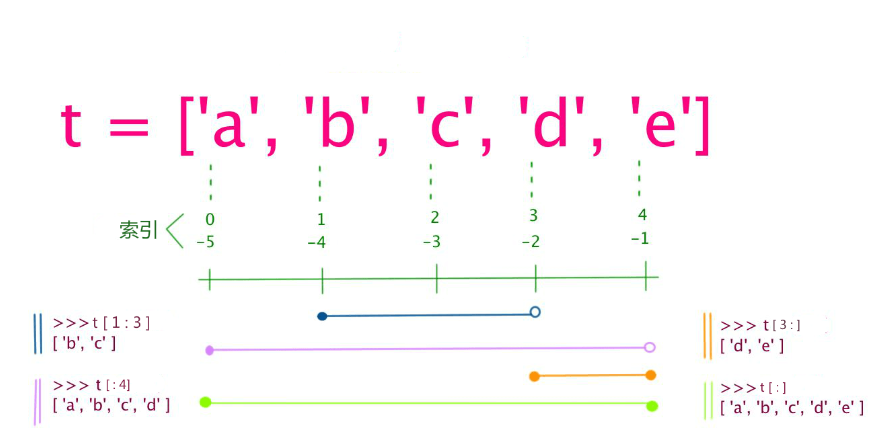 t = ['a', 'b', 'c', 'd', 'e']
索引
0 1 2 3 4
-5 -4 -3 -2 -1
>>>t[1:3]
['b', 'c']
>>> t[:4]
['a', 'b', 'c', 'd']
>>> t[3:]
['d', 'e']
>>>t[:]
['a', 'b', 'c', 'd', 'e']